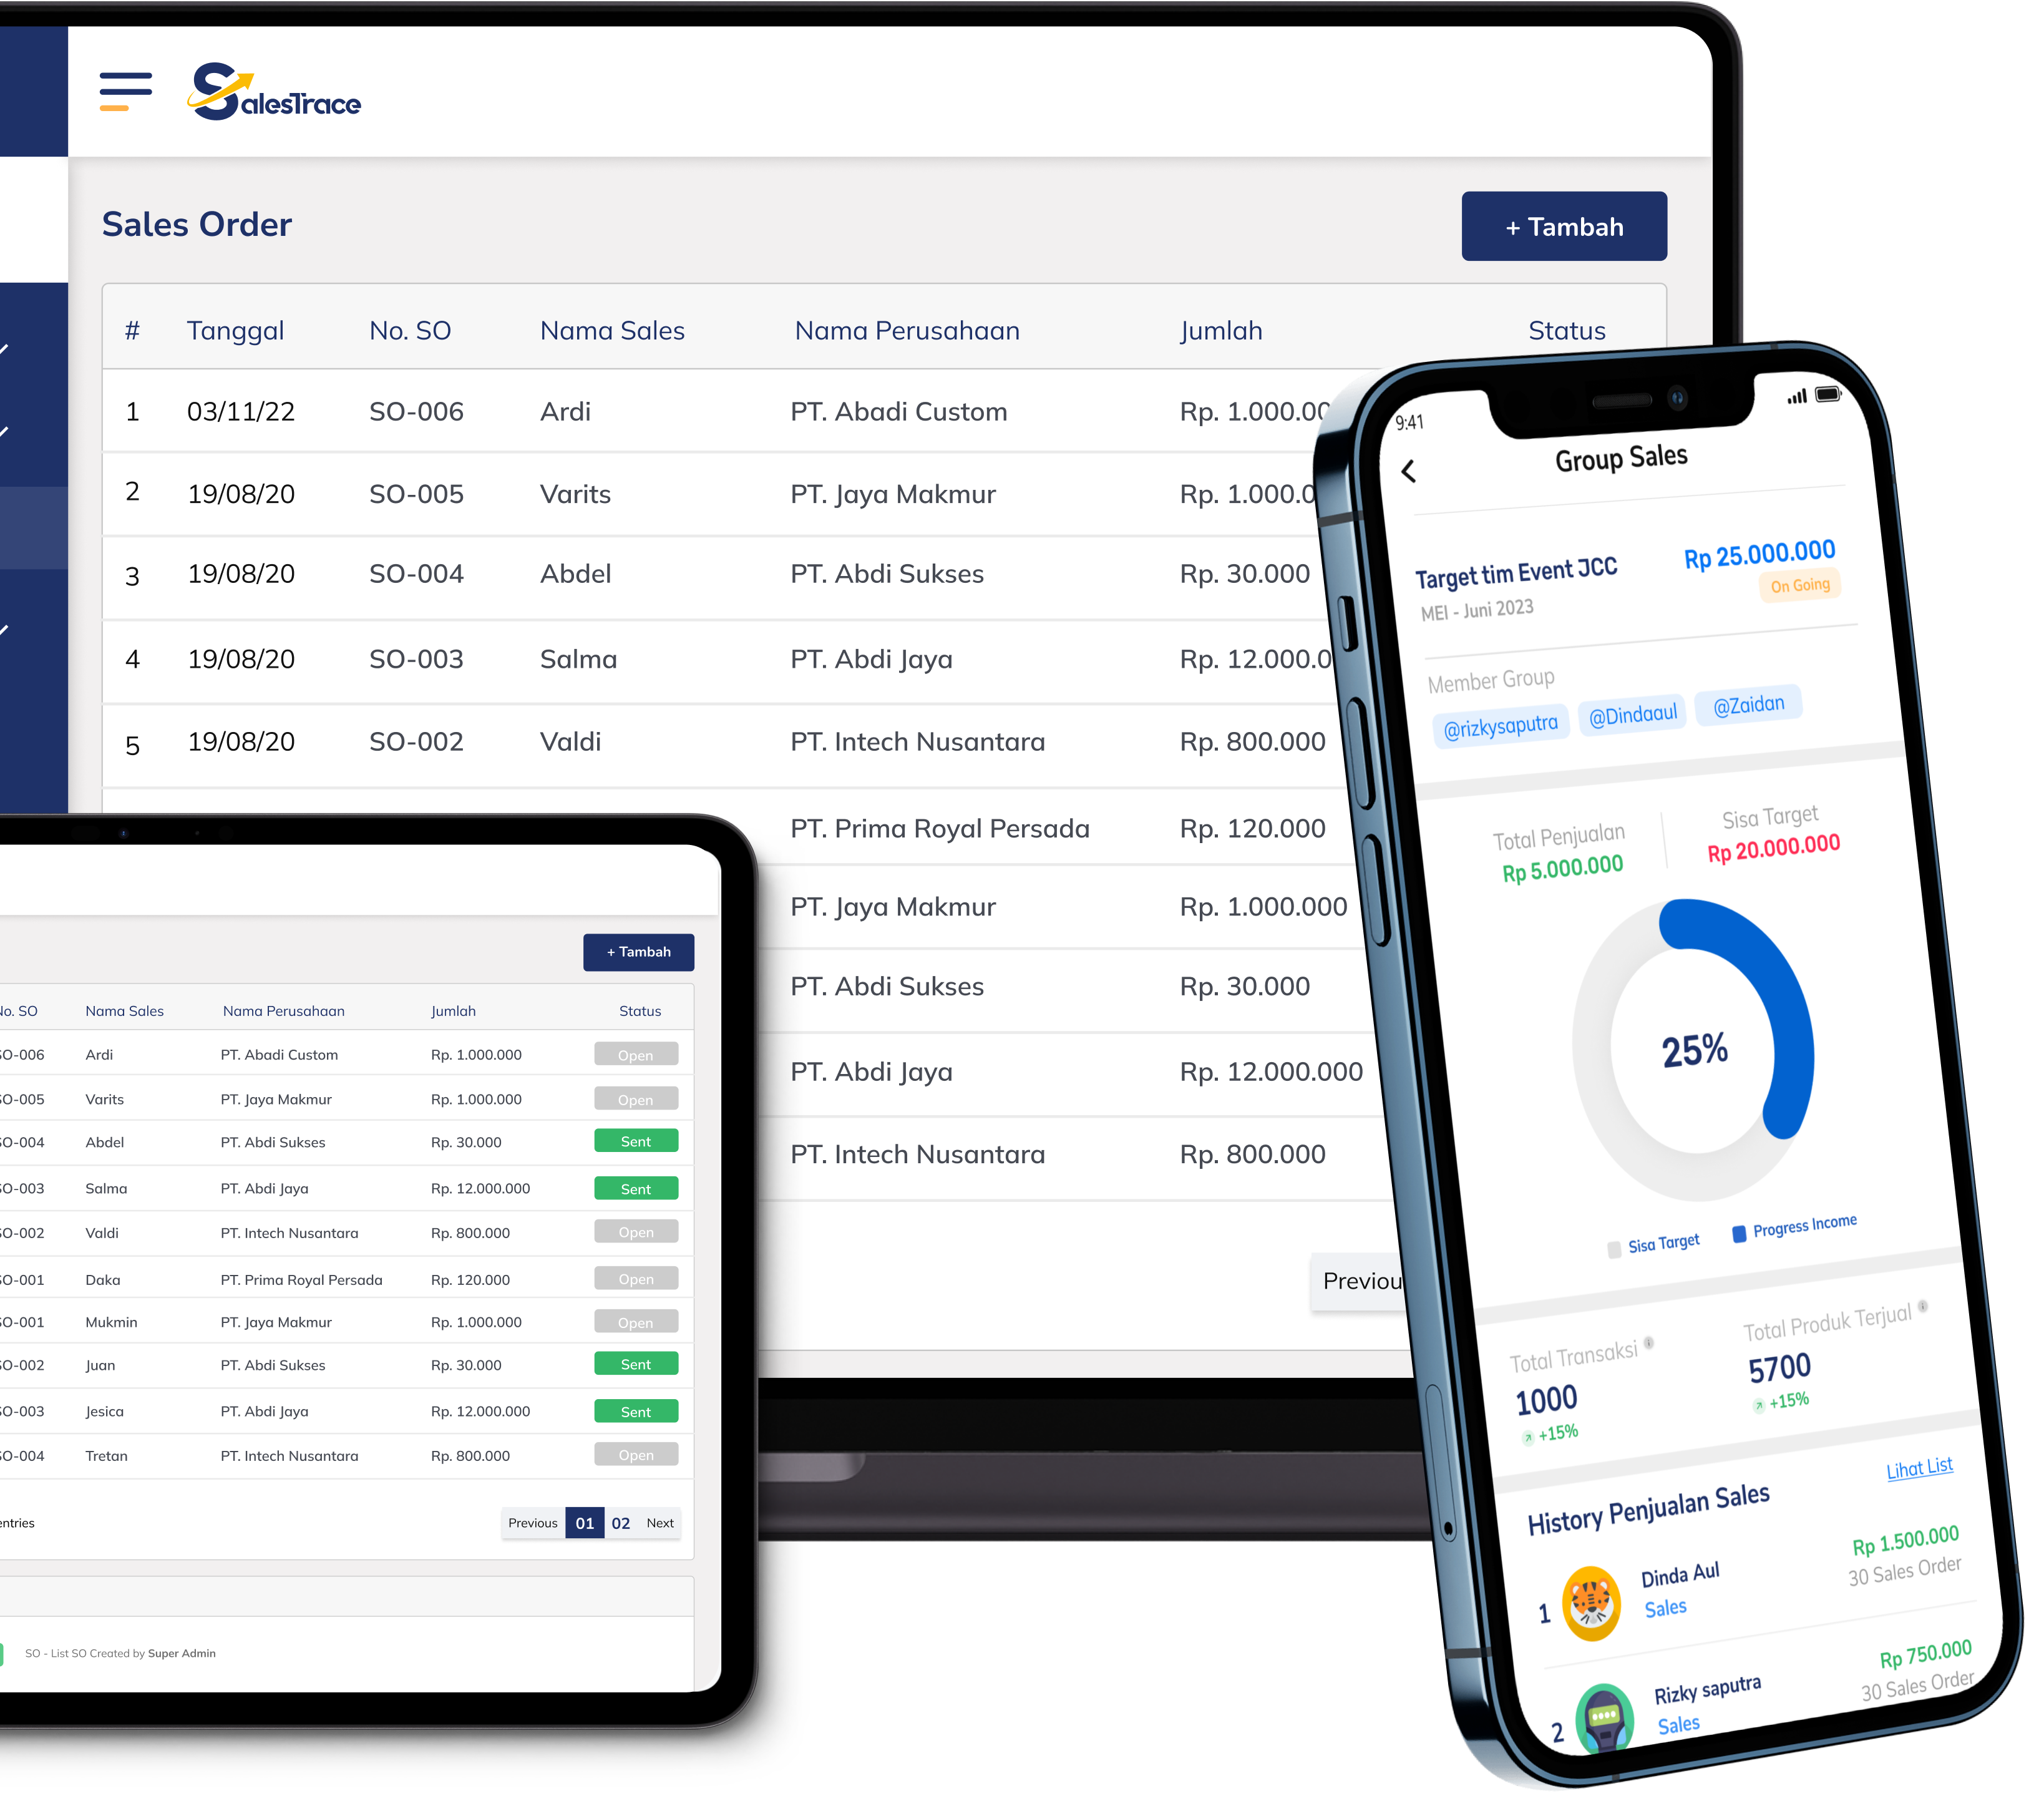 SalesTrace
Sales Order
+ Tambah
# Tanggal No. SO Nama Sales Nama Perusahaan Jumlah Status
1 03/11/22 SO-006 Ardi PT. Abadi Custom Rp. 1.000.00
2 19/08/20 SO-005 Varits PT. Jaya Makmur Rp. 1.000.0
3 19/08/20 SO-004 Abdel PT. Abdi Sukses Rp. 30.000
4 19/08/20 SO-003 Salma PT. Abdi Jaya Rp. 12.000.0
5 19/08/20 SO-002 Valdi PT. Intech Nusantara Rp. 800.000
PT. Prima Royal Persada Rp. 120.000
PT. Jaya Makmur Rp. 1.000.000
PT. Abdi Sukses Rp. 30.000
PT. Abdi Jaya Rp. 12.000.000
PT. Intech Nusantara Rp. 800.000
Previou
+ Tambah
No. SO Nama Sales Nama Perusahaan Jumlah Status
SO-006 Ardi PT. Abadi Custom Rp. 1.000.000 Open
SO-005 Varits PT. Jaya Makmur Rp. 1.000.000 Open
SO-004 Abdel PT. Abdi Sukses Rp. 30.000 Sent
SO-003 Salma PT. Abdi Jaya Rp. 12.000.000 Sent
SO-002 Valdi PT. Intech Nusantara Rp. 800.000 Open
SO-001 Daka PT. Prima Royal Persada Rp. 120.000 Open
SO-001 Mukmin PT. Jaya Makmur Rp. 1.000.000 Open
SO-002 Juan PT. Abdi Sukses Rp. 30.000 Sent
SO-003 Jesica PT. Abdi Jaya Rp. 12.000.000 Sent
SO-004 Tretan PT. Intech Nusantara Rp. 800.000 Open
entries
Previous 01 02 Next
SO - List SO Created by Super Admin
9:41
Group Sales
Target tim Event JCC Rp 25.000.000
MEI - Juni 2023 On Going
Member Group
@rizkysaputra @Dindaaul @Zaidan
Total Penjualan Sisa Target
Rp 5.000.000 Rp 20.000.000
25%
Sisa Target Progress Income
Total Transaksi Total Produk Terjual
1000 5700
+15% +15%
History Penjualan Sales Lihat List
1 Dinda Aul Rp 1.500.000
Sales 30 Sales Order
2 Rizky saputra Rp 750.000
Sales 30 Sales Order